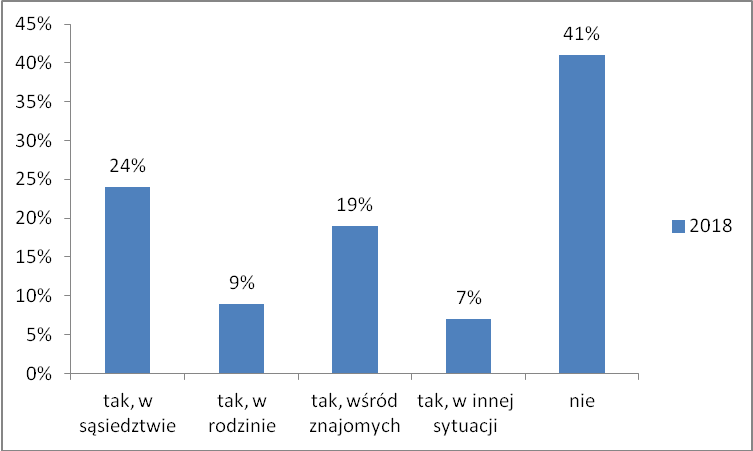 45%
40%
35%
30%
25%
20%
15%
10%
5%
0%
24%
9%
19%
7%
41%
tak, w
sąsiedztwie
tak, w
rodzinie
tak, wśród
znajomych
tak, w innej
sytuacji
nie
2018